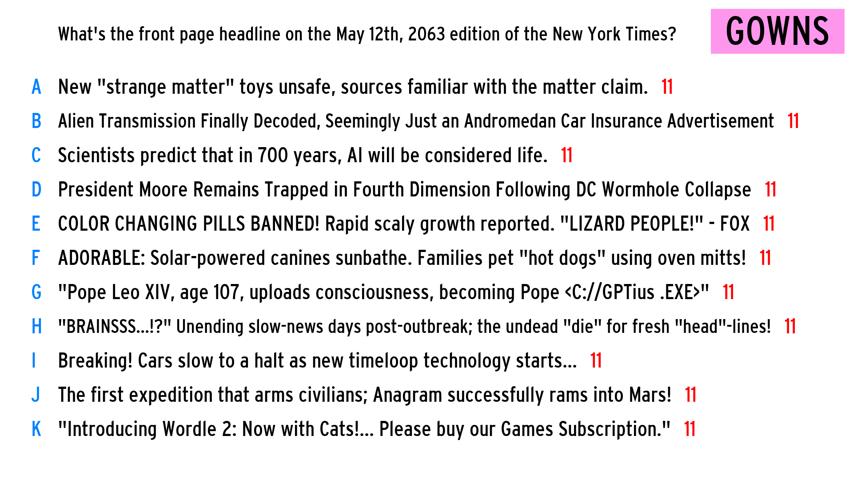 What's the front page headline on the May 12th, 2063 edition of the New York Times?
GOWNS
A New "strange matter" toys unsafe, sources familiar with the matter claim. 11
B Alien Transmission Finally Decoded, Seemingly Just an Andromedan Car Insurance Advertisement 11
C Scientists predict that in 700 years, AI will be considered life. 11
D President Moore Remains Trapped in Fourth Dimension Following DC Wormhole Collapse 11
E COLOR CHANGING PILLS BANNED! Rapid scaly growth reported. "LIZARD PEOPLE!" - FOX 11
F ADORABLE: Solar-powered canines sunbathe. Families pet "hot dogs" using oven mitts! 11
G "Pope Leo XIV, age 107, uploads consciousness, becoming Pope <C://GPTius .EXE>" 11
H "BRAINSSS...!?" Unending slow-news days post-outbreak; the undead "die" for fresh "head"-lines! 11
I Breaking! Cars slow to a halt as new timeloop technology starts... 11
J The first expedition that arms civilians; Anagram successfully rams into Mars! 11
K "Introducing Wordle 2: Now with Cats!... Please buy our Games Subscription." 11